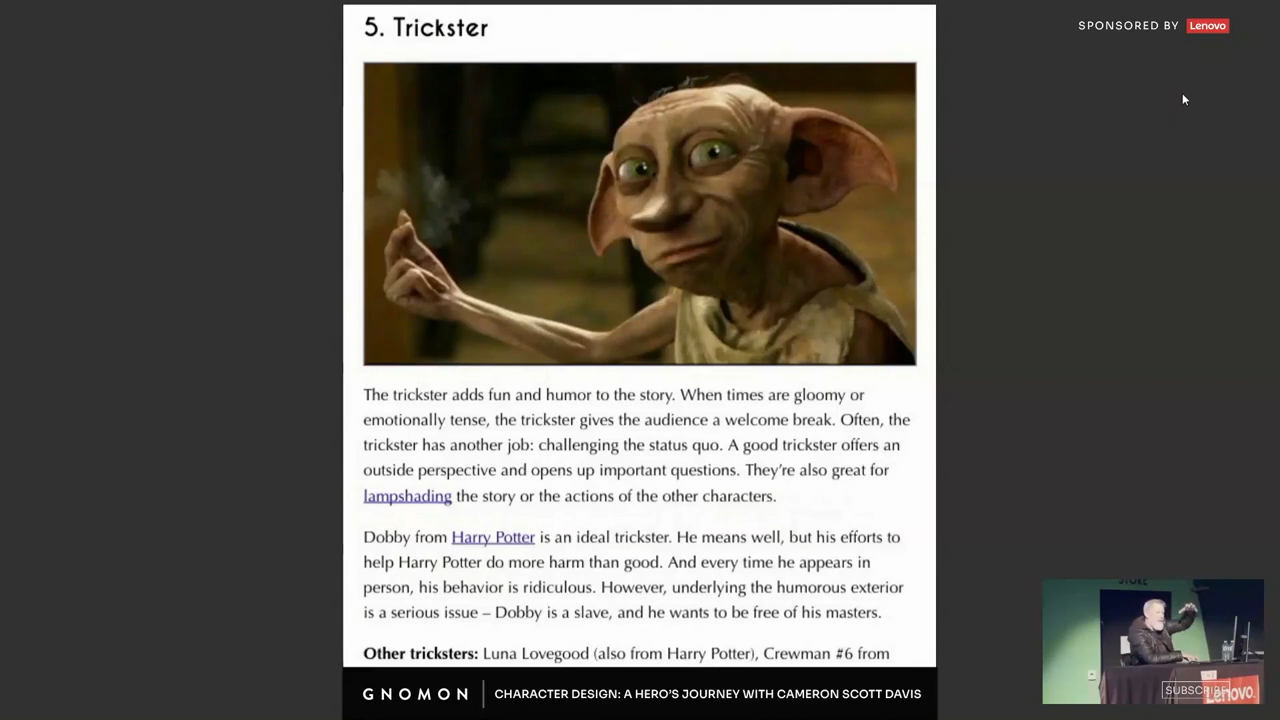 5. Trickster
SPONSORED BY Lenovo
The trickster adds fun and humor to the story. When times are gloomy or
emotionally tense, the trickster gives the audience a welcome break. Often, the
trickster has another job: challenging the status quo. A good trickster offers an
outside perspective and opens up important questions. They're also great for
lampshading the story or the actions of the other characters.
Dobby from Harry Potter is an ideal trickster. He means well, but his efforts to
help Harry Potter do more harm than good. And every time he appears in
person, his behavior is ridiculous. However, underlying the humorous exterior
is a serious issue – Dobby is a slave, and he wants to be free of his masters.
Other tricksters: Luna Lovegood (also from Harry Potter), Crewman #6 from
SUBSCRIBE
Lenovo.
GNOMON CHARACTER DESIGN: A HERO'S JOURNEY WITH CAMERON SCOTT DAVIS